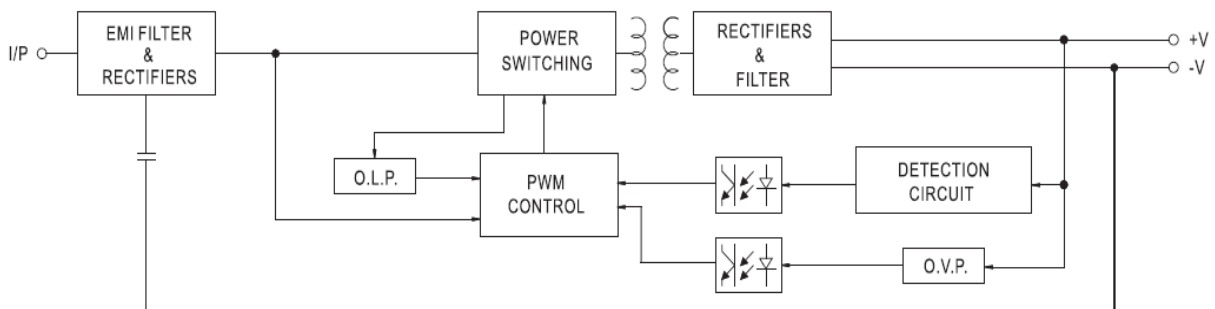 I/P
EMI FILTER
&
RECTIFIERS
POWER
SWITCHING
RECTIFIERS
&
FILTER
+V
-V
O.L.P.
PWM
CONTROL
DETECTION
CIRCUIT
O.V.P.